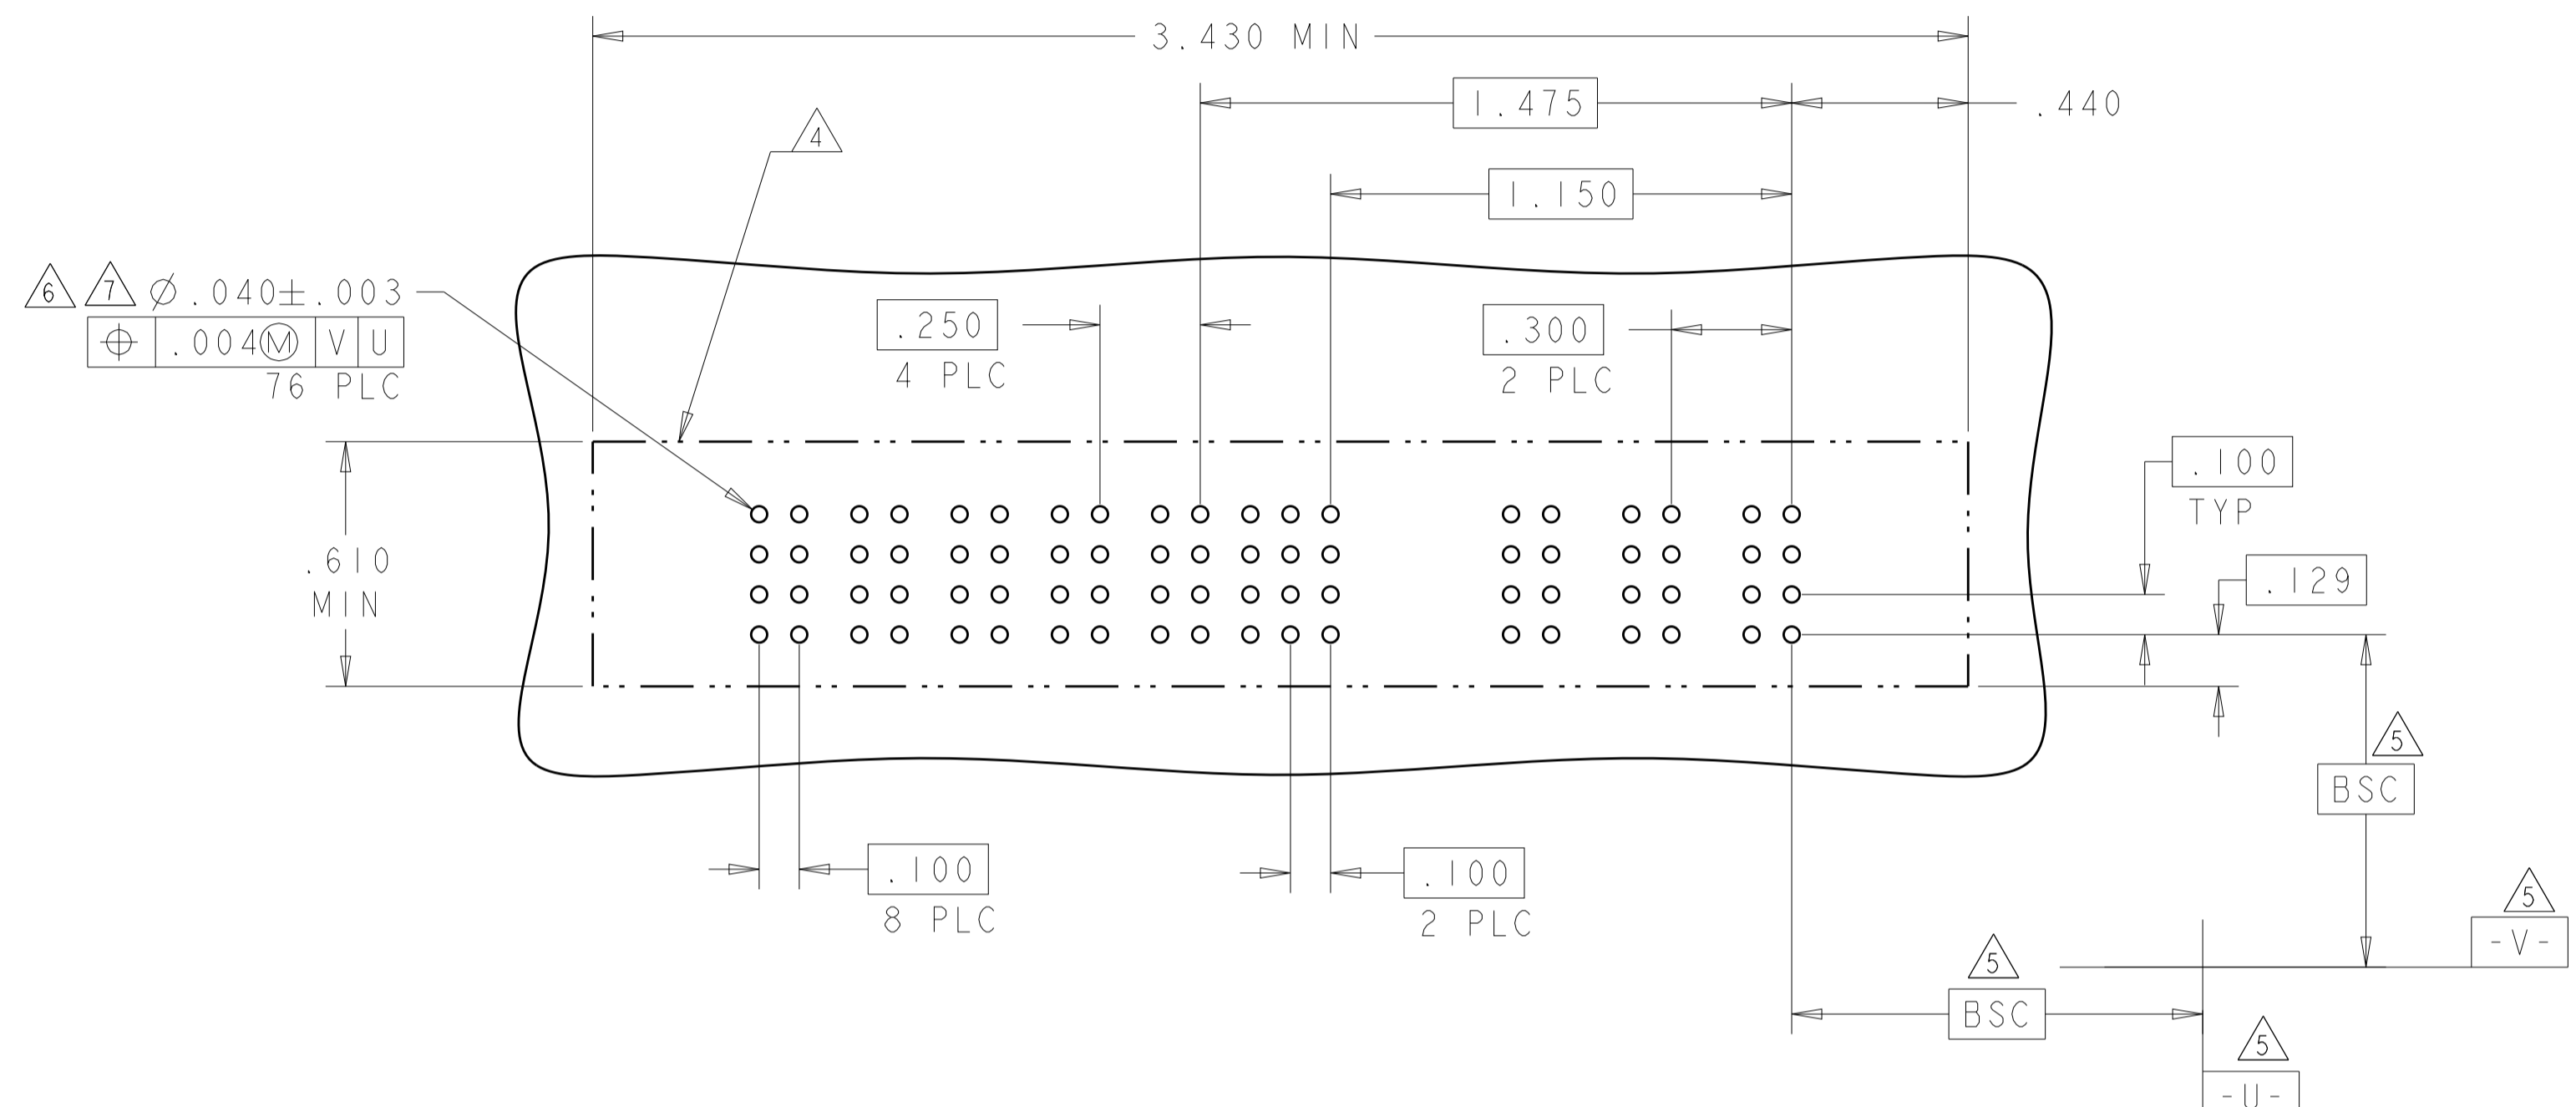 3.430 MIN
1.475
.440
4
1.150
6 7 ⌀.040±.003
⌖ .004Ⓜ V U
76 PLC
.250
4 PLC
.300
2 PLC
.100
TYP
.610
MIN
.129
5
BSC
.100
8 PLC
.100
2 PLC
5
-V-
5
BSC
5
-U-